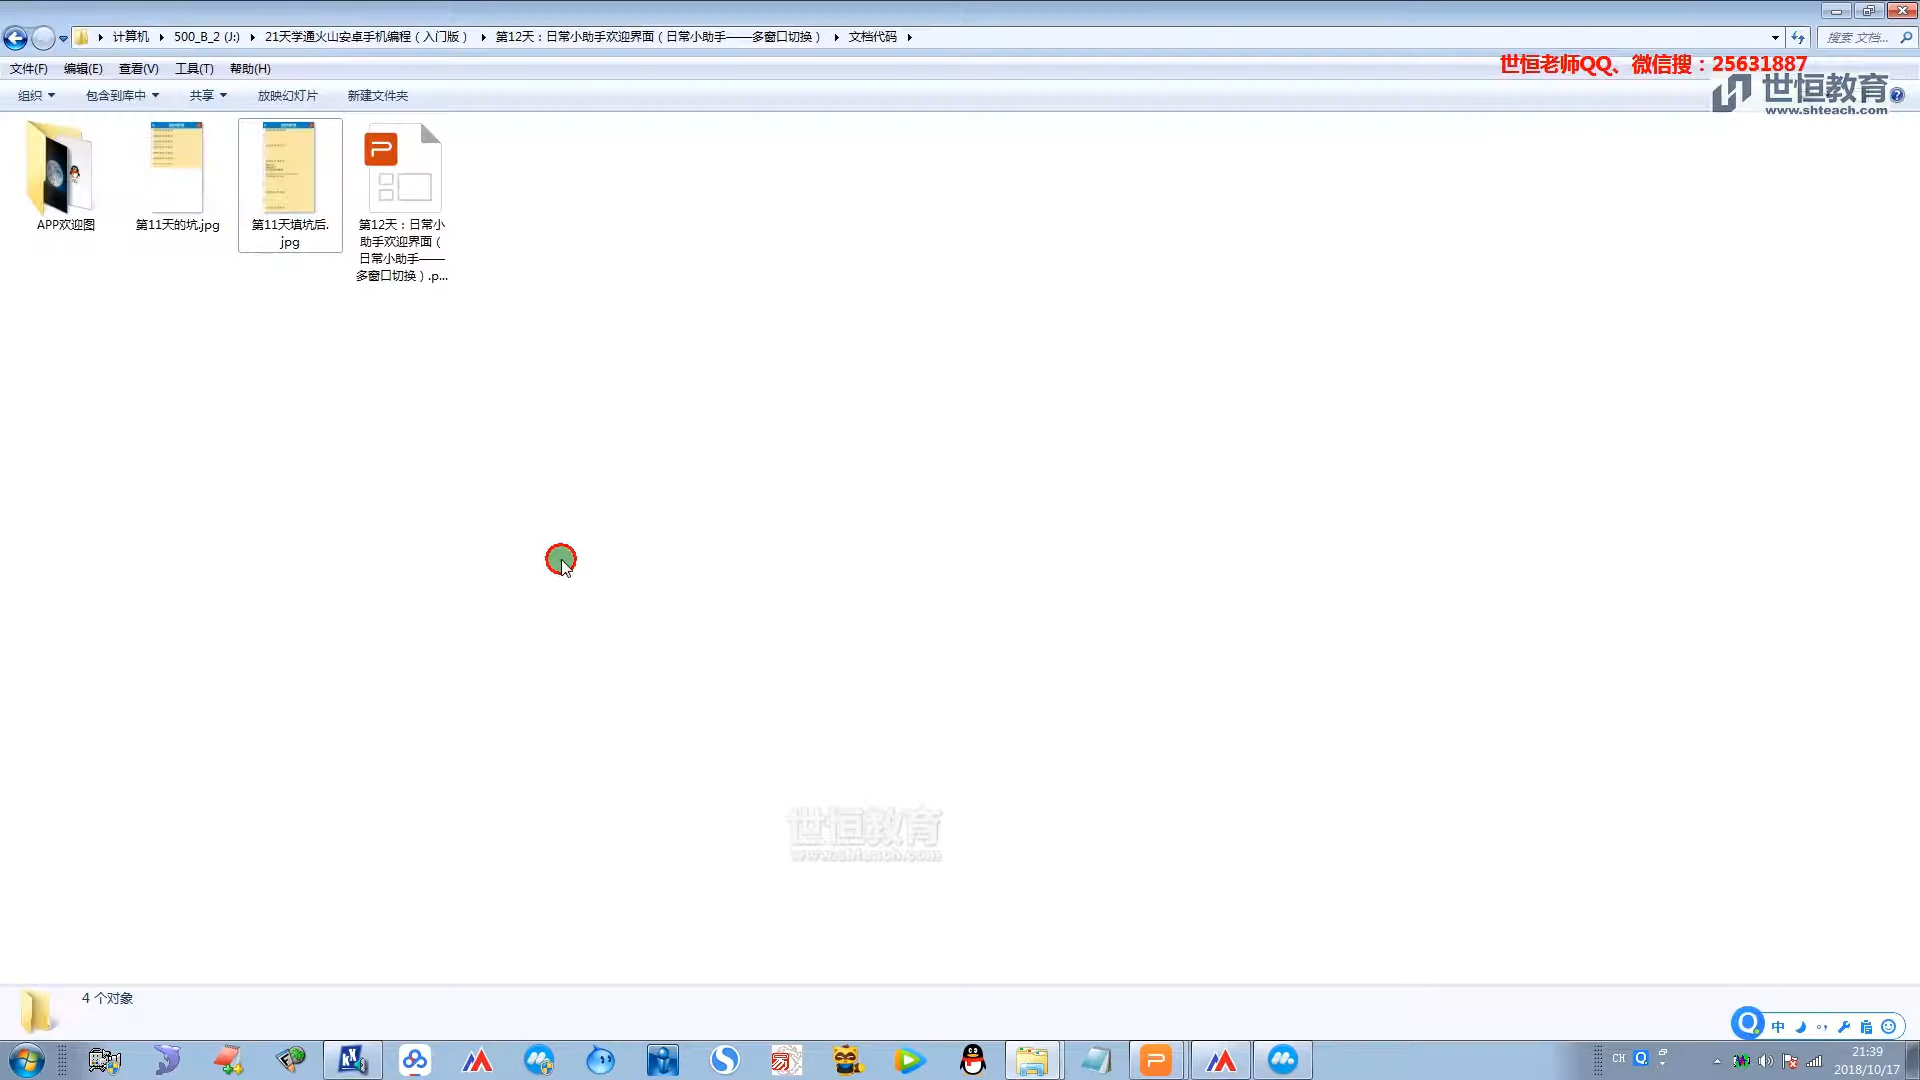 计算机 500_B_2 (J:) 21天学通火山安卓手机编程（入门版） 第12天：日常小助手欢迎界面（日常小助手——多窗口切换） 文档代码
搜索 文档...
文件(F) 编辑(E) 查看(V) 工具(T) 帮助(H)
世恒老师QQ、微信搜：25631887
组织 包含到库中 共享 放映幻灯片 新建文件夹
世恒教育
www.shteach.com
APP欢迎图
第11天的坑.jpg
第11天填坑后.
jpg
第12天：日常小
助手欢迎界面（
日常小助手——
多窗口切换）.p...
世恒教育
www.shteach.com
4 个对象
中
CH
21:39
2018/10/17